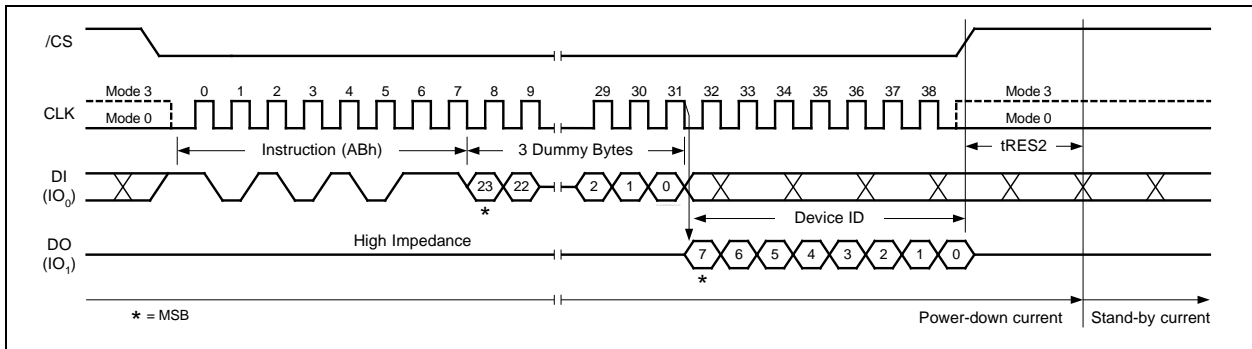 /CS
Mode 3 0 1 2 3 4 5 6 7 8 9 29 30 31 32 33 34 35 36 37 38 Mode 3
CLK
Mode 0 Mode 0
Instruction (ABh) 3 Dummy Bytes tRES2
DI
(IO0)
23 22 2 1 0
* Device ID
High Impedance
DO
(IO1)
7 6 5 4 3 2 1 0
*
* = MSB
Power-down current Stand-by current